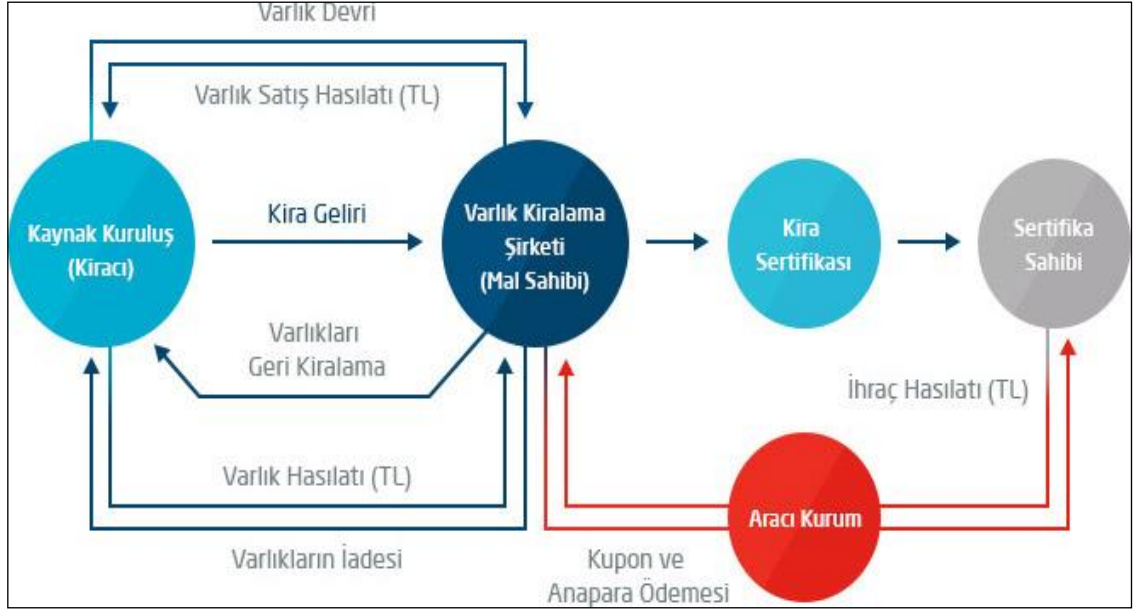 Varlık Devri
Varlık Satış Hasılatı (TL)
Kaynak Kuruluş
(Kiracı)
Kira Geliri
Varlık Kiralama
Şirketi
(Mal Sahibi)
Kira
Sertifikası
Sertifika
Sahibi
Varlıkları
Geri Kiralama
İhraç Hasılatı (TL)
Varlık Hasılatı (TL)
Aracı Kurum
Varlıkların İadesi
Kupon ve
Anapara Ödemesi